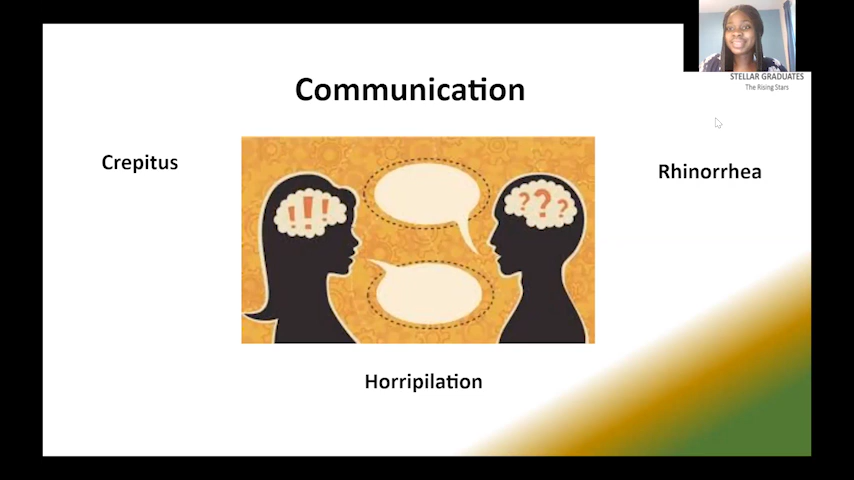 Communication
STELLAR GRADUATES
The Rising Stars
Crepitus
Rhinorrhea
!!!
???
Horripilation